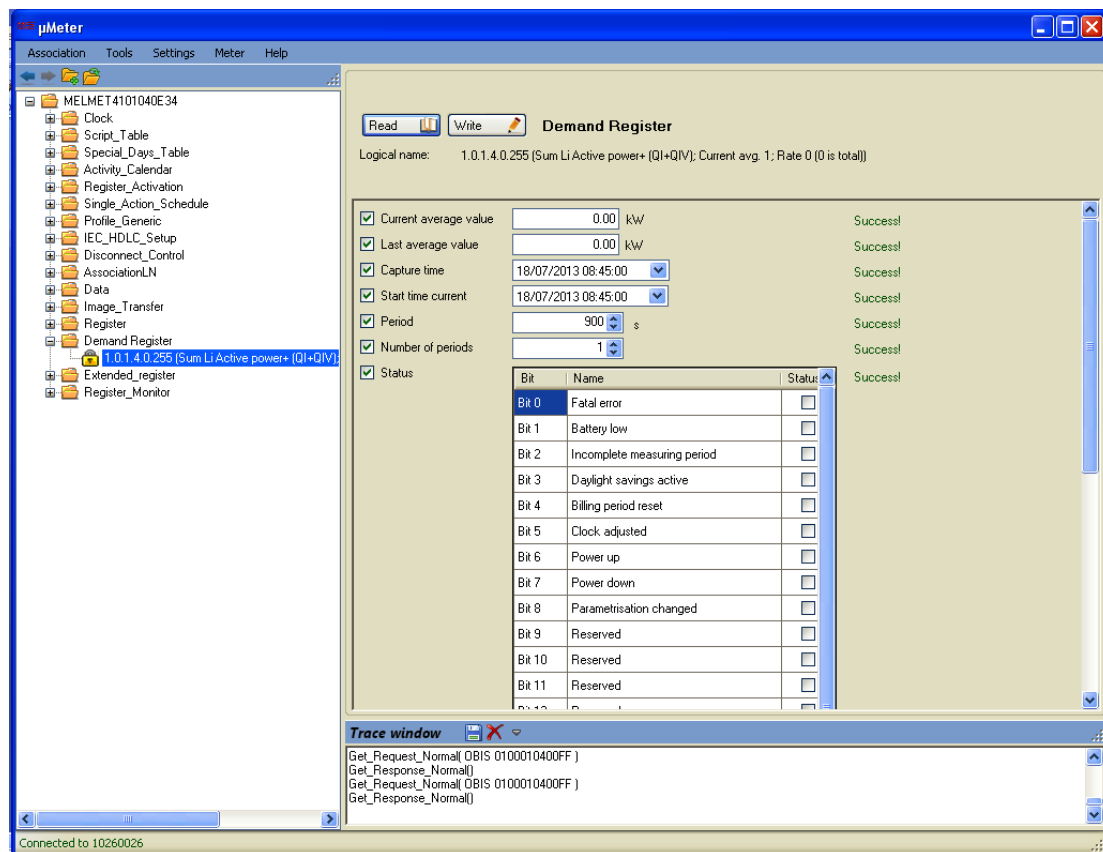 µMeter
Association Tools Settings Meter Help
MELMET4101040E34
Clock
Script_Table
Special_Days_Table
Activity_Calendar
Register_Activation
Single_Action_Schedule
Profile_Generic
IEC_HDLC_Setup
Disconnect_Control
AssociationLN
Data
Image_Transfer
Register
Demand Register
1.0.1.4.0.255 (Sum Li Active power+ (QI+QIV);
Extended_register
Register_Monitor
Read Write Demand Register
Logical name: 1.0.1.4.0.255 (Sum Li Active power+ (QI+QIV); Current avg. 1; Rate 0 (0 is total))
Current average value 0.00 kW Success!
Last average value 0.00 kW Success!
Capture time 18/07/2013 08:45:00 Success!
Start time current 18/07/2013 08:45:00 Success!
Period 900 s Success!
Number of periods 1 Success!
Status Bit Name Status Success!
Bit 0 Fatal error
Bit 1 Battery low
Bit 2 Incomplete measuring period
Bit 3 Daylight savings active
Bit 4 Billing period reset
Bit 5 Clock adjusted
Bit 6 Power up
Bit 7 Power down
Bit 8 Parametrisation changed
Bit 9 Reserved
Bit 10 Reserved
Bit 11 Reserved
Trace window
Get_Request_Normal( OBIS 0100010400FF )
Get_Response_Normal()
Get_Request_Normal( OBIS 0100010400FF )
Get_Response_Normal()
Connected to 10260026